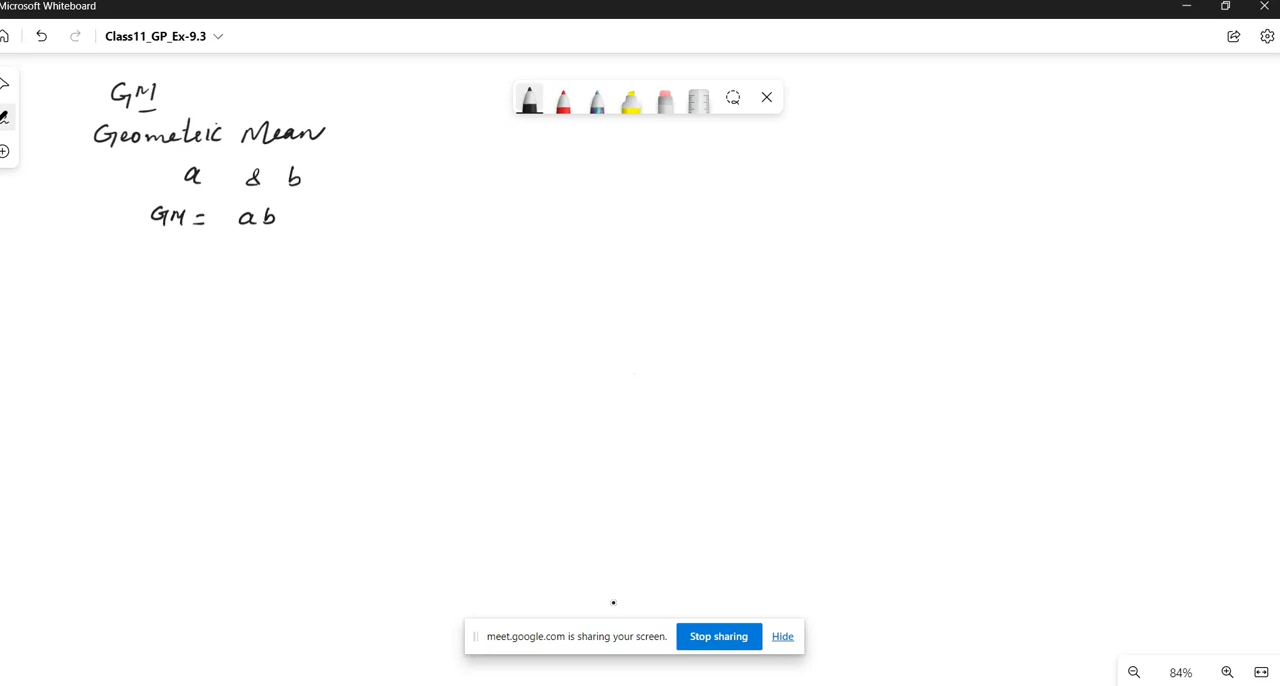 Microsoft Whiteboard
Class11_GP_Ex-9.3
GM
Geometric Mean
a & b
GM = ab
meet.google.com is sharing your screen. Stop sharing Hide
84%